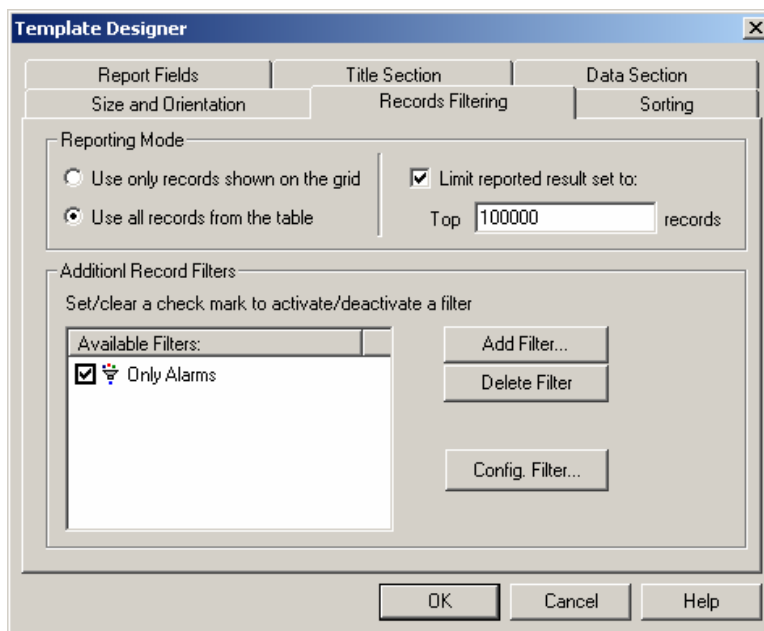 Template Designer
Report Fields Title Section Data Section
Size and Orientation Records Filtering Sorting
Reporting Mode
Use only records shown on the grid Limit reported result set to:
Use all records from the table Top 100000 records
Additionl Record Filters
Set/clear a check mark to activate/deactivate a filter
Available Filters: Add Filter...
Only Alarms Delete Filter
Config. Filter...
OK Cancel Help